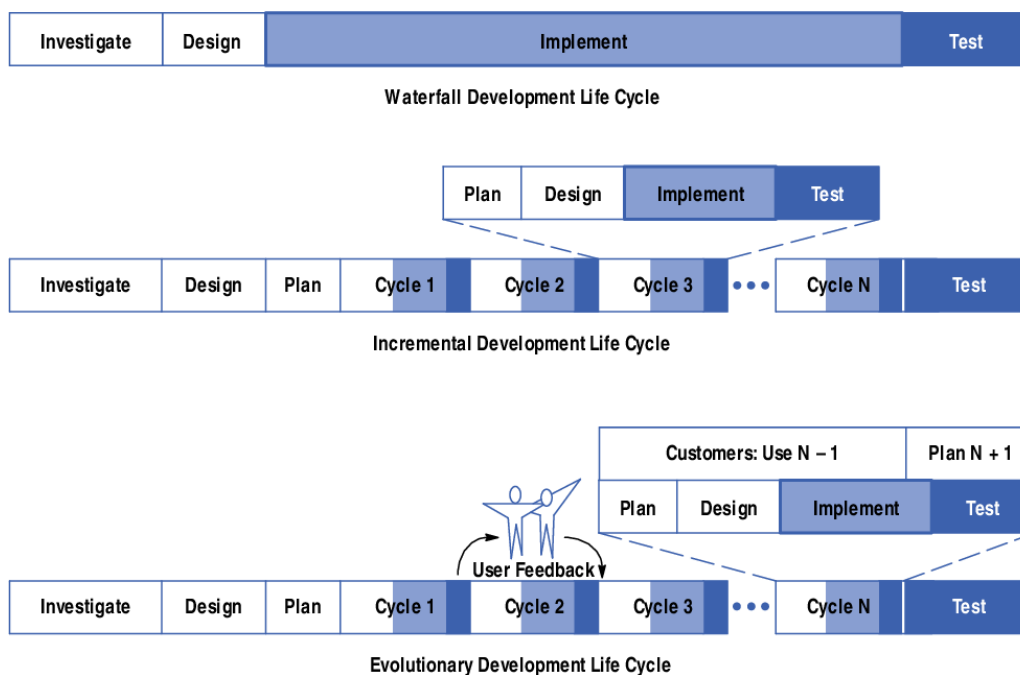 Investigate Design Implement Test
Waterfall Development Life Cycle
Plan Design Implement Test
Investigate Design Plan Cycle 1 Cycle 2 Cycle 3 Cycle N Test
Incremental Development Life Cycle
Customers: Use N – 1 Plan N + 1
Plan Design Implement Test
User Feedback
Investigate Design Plan Cycle 1 Cycle 2 Cycle 3 Cycle N Test
Evolutionary Development Life Cycle